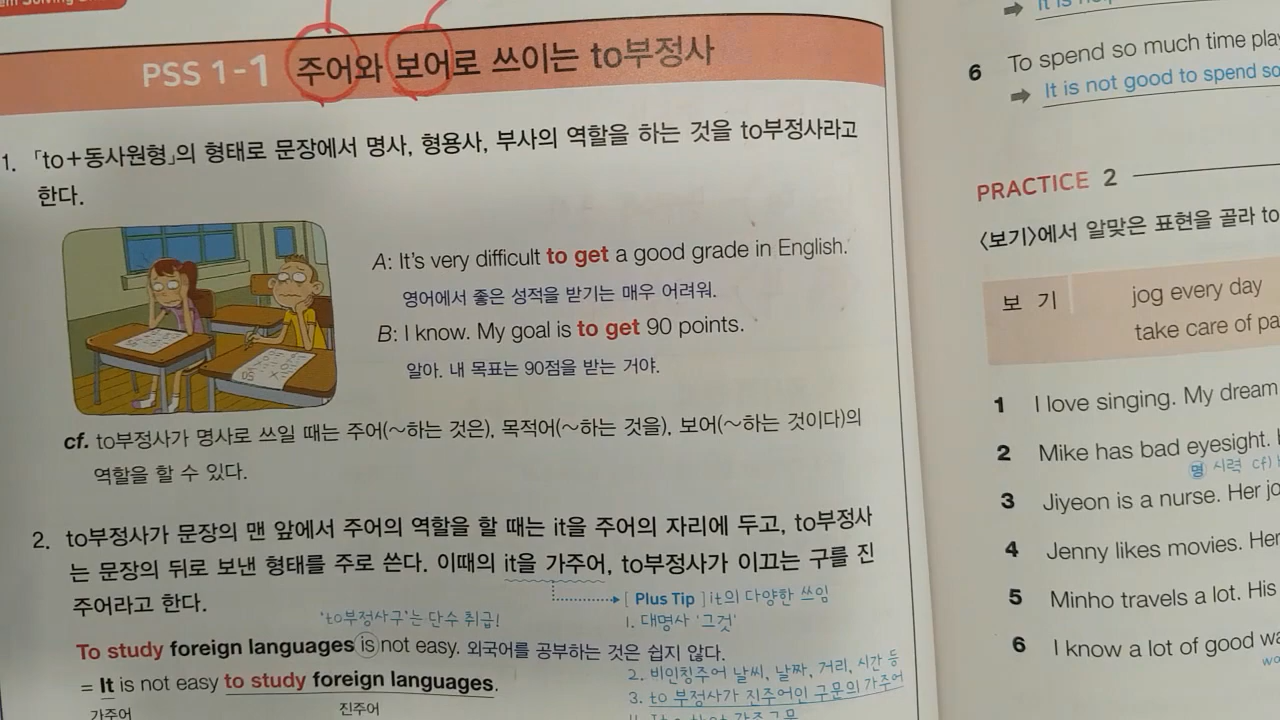 PSS 1-1 주어와 보어로 쓰이는 to부정사
1. 「to+동사원형」의 형태로 문장에서 명사, 형용사, 부사의 역할을 하는 것을 to부정사라고
한다.
A: It's very difficult to get a good grade in English.
영어에서 좋은 성적을 받기는 매우 어려워.
B: I know. My goal is to get 90 points.
알아. 내 목표는 90점을 받는 거야.
cf. to부정사가 명사로 쓰일 때는 주어(~하는 것은), 목적어(~하는 것을), 보어(~하는 것이다)의
역할을 할 수 있다.
2. to부정사가 문장의 맨 앞에서 주어의 역할을 할 때는 it을 주어의 자리에 두고, to부정사
는 문장의 뒤로 보낸 형태를 주로 쓴다. 이때의 it을 가주어, to부정사가 이끄는 구를 진
주어라고 한다.
[ Plus Tip ] it의 다양한 쓰임
'to부정사구'는 단수 취급!
1. 대명사 '그것'
To study foreign languages is not easy. 외국어를 공부하는 것은 쉽지 않다.
2. 비인칭주어 날씨, 날짜, 거리, 시간 등
= It is not easy to study foreign languages.
3. to 부정사가 진주어인 구문의 가주어
가주어 진주어
6 To spend so much time
It is not good to spend
PRACTICE 2
〈보기〉에서 알맞은 표현을 골라 to
보 기
jog every day
take care of
1 I love singing. My dream
2 Mike has bad eyesight.
명 시력
3 Jiyeon is a nurse. Her
4 Jenny likes movies. Her
5 Minho travels a lot. His
6 I know a lot of good